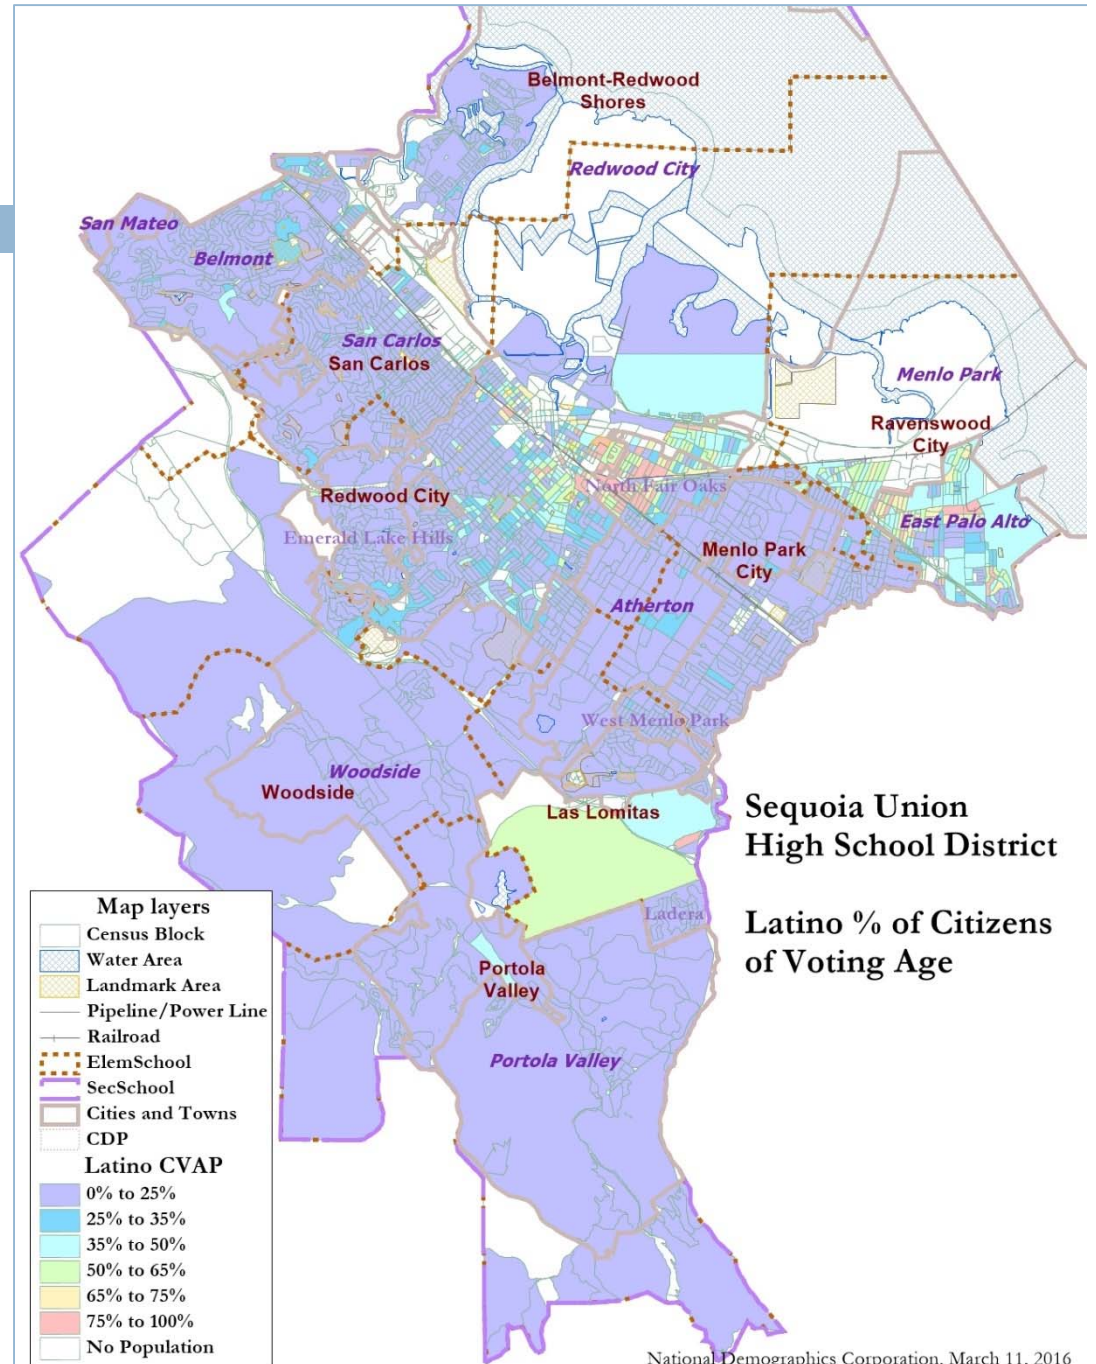 Belmont-Redwood
Shores
Redwood City
San Mateo
Belmont
San Carlos
San Carlos
Menlo Park
Ravenswood
City
Redwood City
North Fair Oaks
East Palo Alto
Emerald Lake Hills
Menlo Park
City
Atherton
West Menlo Park
Woodside
Woodside
Las Lomitas
Ladera
Portola
Valley
Portola Valley
Sequoia Union
High School District
Latino % of Citizens
of Voting Age
Map layers
Census Block
Water Area
Landmark Area
Pipeline/Power Line
Railroad
ElemSchool
SecSchool
Cities and Towns
CDP
Latino CVAP
0% to 25%
25% to 35%
35% to 50%
50% to 65%
65% to 75%
75% to 100%
No Population
National Demographics Corporation, March 11, 2016